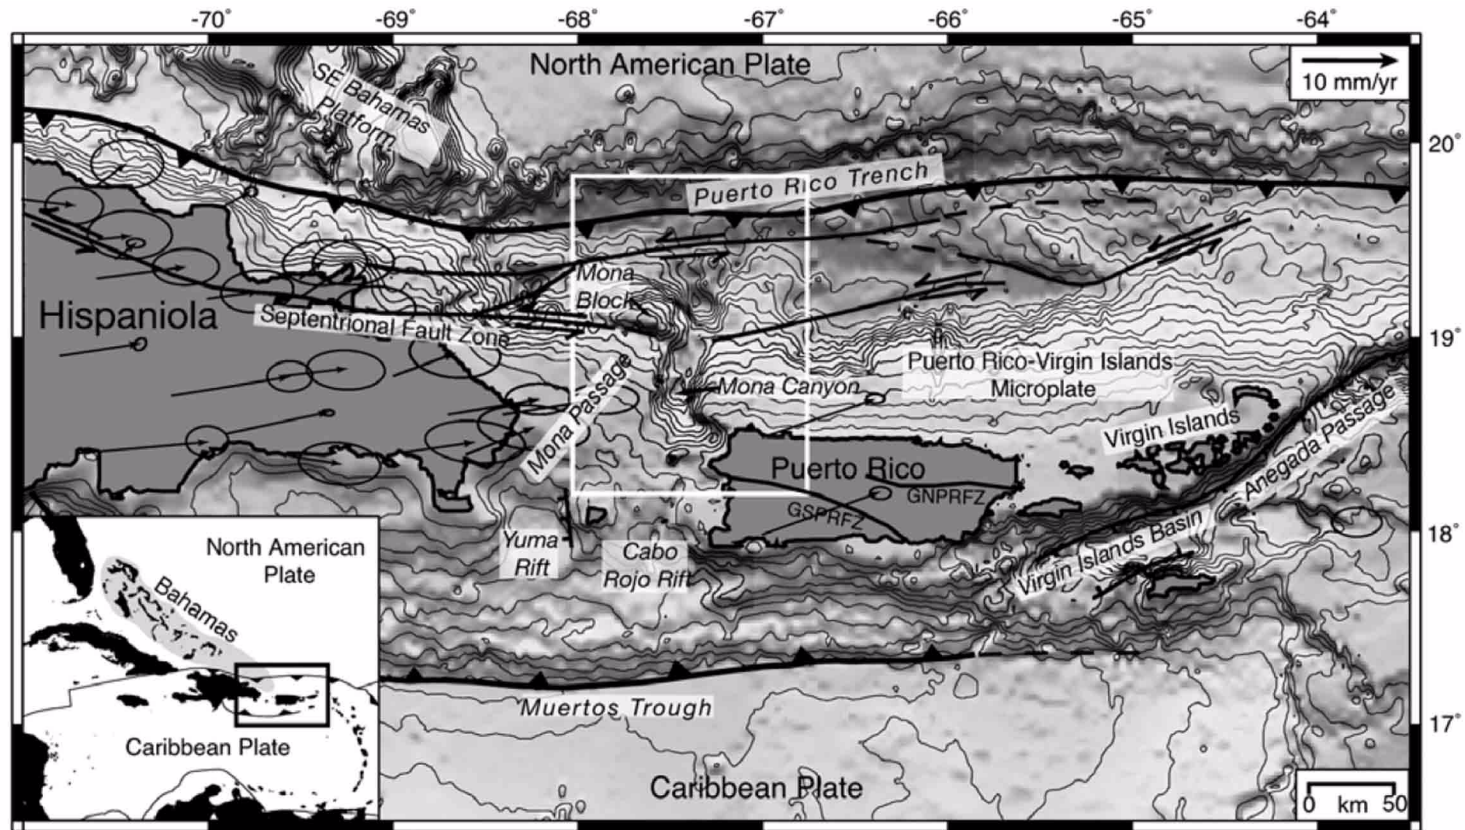 -70°
-69°
-68°
-67°
-66°
-65°
-64°
North American Plate
10 mm/yr
SE Bahamas
Platform
20°
Puerto Rico Trench
Mona
Block
Hispaniola
Septentrional Fault Zone
19°
Puerto Rico-Virgin Islands
Microplate
Mona Passage
Mona Canyon
Virgin Islands
Anegada Passage
Puerto Rico
GNPRFZ
GSPRFZ
18°
Yuma
Rift
Cabo
Rojo Rift
Virgin Islands Basin
North American
Plate
Bahamas
Muertos Trough
17°
Caribbean Plate
Caribbean Plate
0 km 50